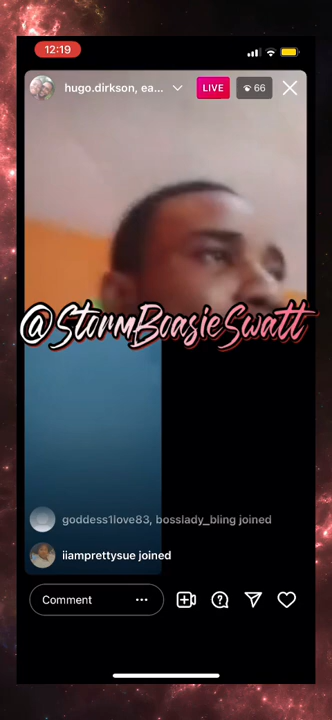 12:19
hugo.dirkson, ea...
LIVE
66
@StormBoasieSwatt
goddess1love83, bosslady_bling joined
iiamprettysue joined
Comment